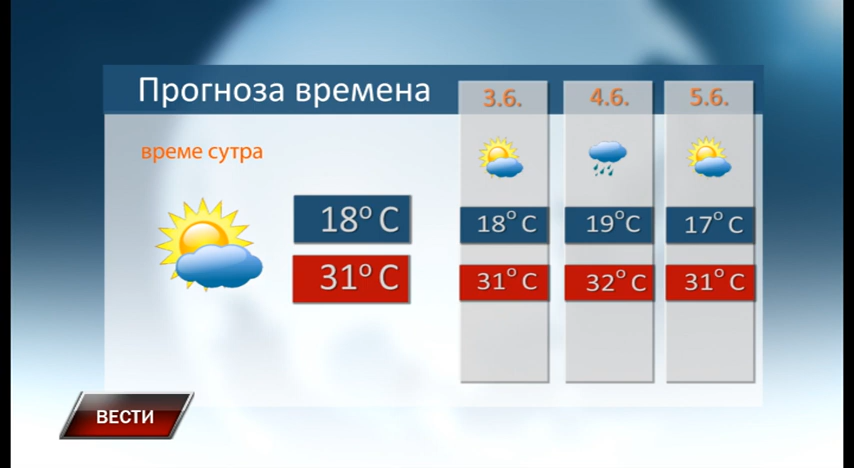 Прогноза времена
време сутра
18° C
31° C
3.6.
18° C
31° C
4.6.
19°C
32° C
5.6.
17° C
31° C
ВЕСТИ